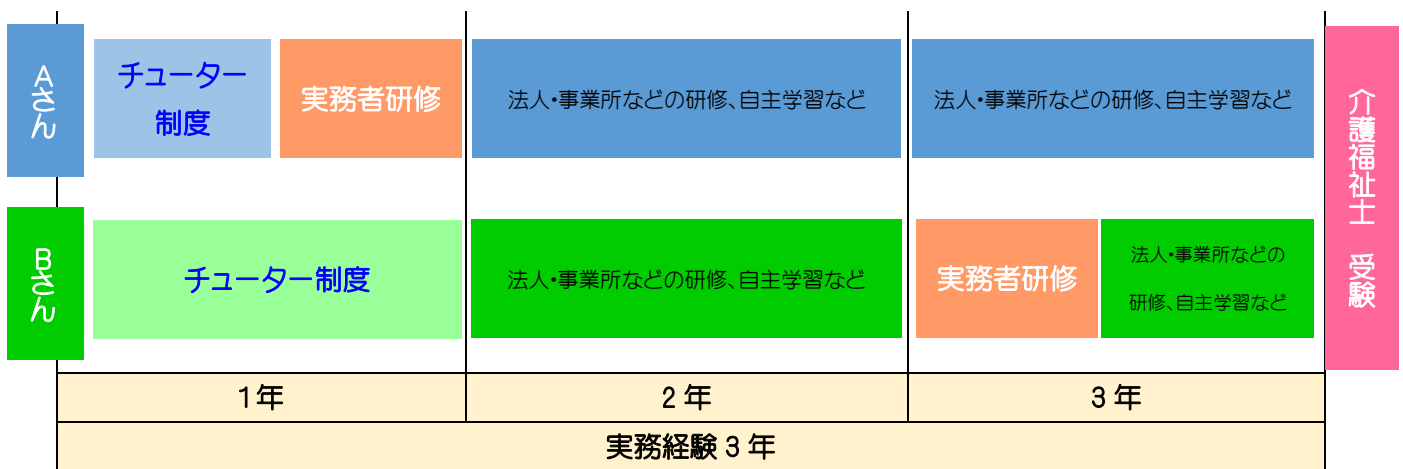 Aさん
チューター
制度
実務者研修
法人・事業所などの研修、自主学習など
法人・事業所などの研修、自主学習など
Bさん
チューター制度
法人・事業所などの研修、自主学習など
実務者研修
法人・事業所などの
研修、自主学習など
介護福祉士 受験
1年
2年
3年
実務経験3年